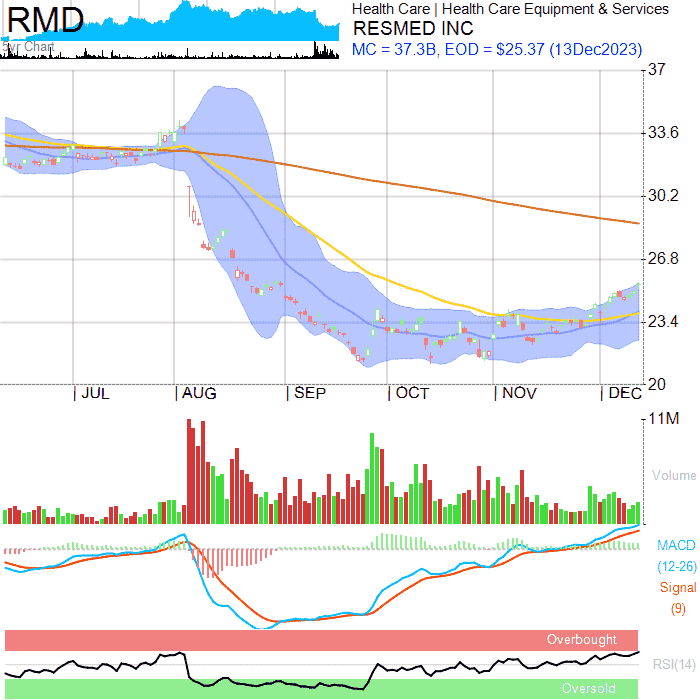 RMD
5yr Chart
Health Care | Health Care Equipment & Services
RESMED INC
MC = 37.3B, EOD = $25.37 (13Dec2023)
37
33.6
30.2
26.8
23.4
20
JUL AUG SEP OCT NOV DEC
11M
Volume
MACD
(12-26)
Signal
(9)
Overbought
RSI(14)
Oversold